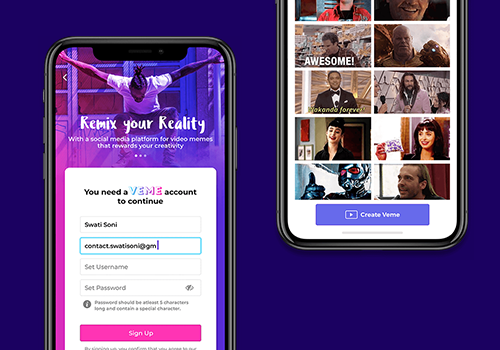 Remix your Reality
With a social media platform for video memes
that rewards your creativity
You need a VEME account
to continue
Swati Soni
contact.swatisoni@gm
Set Username
Set Password
Password should be atleast 5 characters
long and contain a special character.
Sign Up
By signing up you confirm that you agree to our
AWESOME!
Wakanda forever!
Create Veme